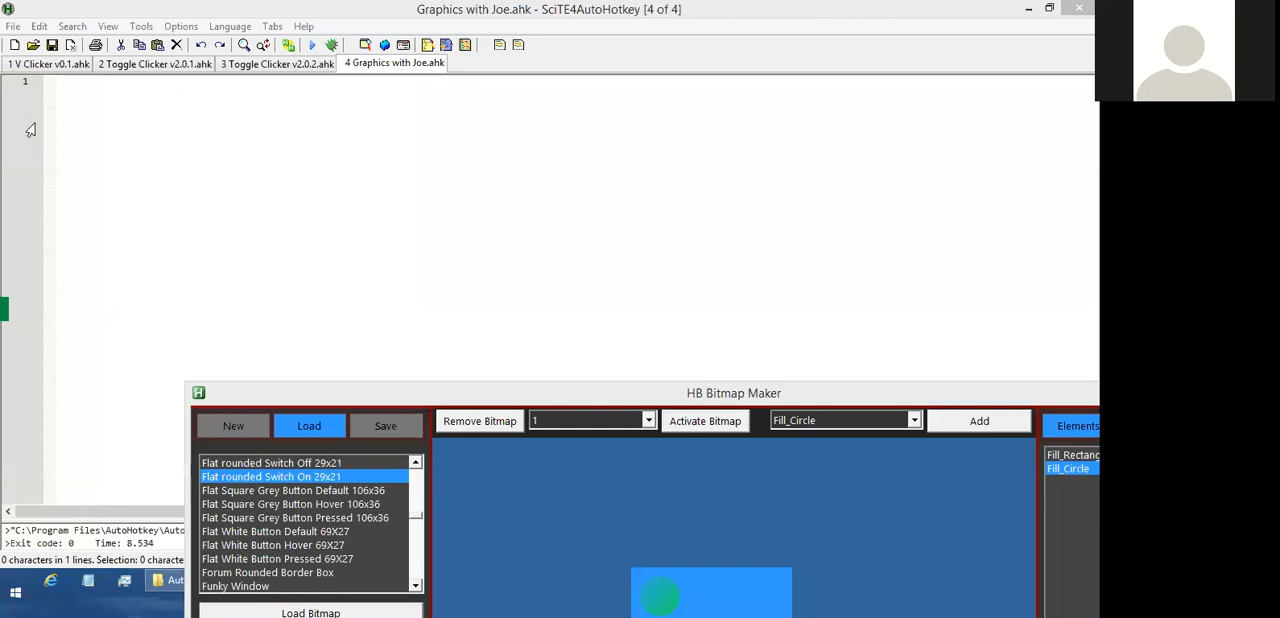 Graphics with Joe.ahk - SciTE4AutoHotkey [4 of 4]
File Edit Search View Tools Options Language Tabs Help
1 V Clicker v0.1.ahk 2 Toggle Clicker v2.0.1.ahk 3 Toggle Clicker v2.0.2.ahk 4 Graphics with Joe.ahk
1
HB Bitmap Maker
New Load Save Remove Bitmap 1 Activate Bitmap Fill_Circle Add Elements
Flat rounded Switch Off 29x21 Fill_Rectang
Flat rounded Switch On 29x21 Fill_Circle
Flat Square Grey Button Default 106x36
Flat Square Grey Button Hover 106x36
Flat Square Grey Button Pressed 106x36
Flat White Button Default 69X27
Flat White Button Hover 69X27
Flat White Button Pressed 69X27
Forum Rounded Border Box
Funky Window
Load Bitmap
>"C:\Program Files\AutoHotkey\Auto
>Exit code: 0 Time: 8.534
0 characters in 1 lines. Selection: 0 characte
Aut